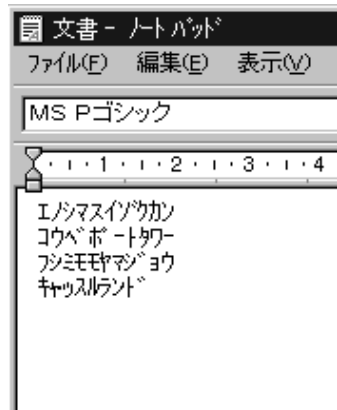 文書 - ﾉｰﾄ ﾊﾟｯﾄﾞ
ﾌｧｲﾙ(F) 編集(E) 表示(V)
MS Pゴシック
1 2 3 4
ｴﾉｼﾏｽｲｿﾞｸｶﾝ
ｺｳﾍﾞﾎﾟｰﾄﾀﾜｰ
ﾌｼﾐﾓﾓﾔﾏｼﾞｮｳ
ｷｬｯｽﾙﾗﾝﾄﾞ